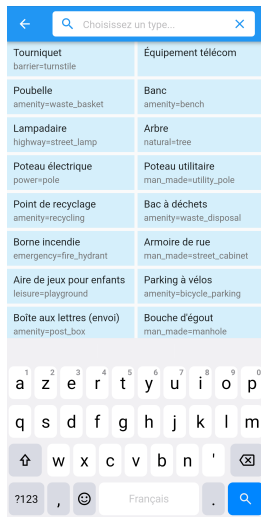 Choisissez un type...
Tourniquet
barrier=turnstile
Équipement télécom
Poubelle
amenity=waste_basket
Banc
amenity=bench
Lampadaire
highway=street_lamp
Arbre
natural=tree
Poteau électrique
power=pole
Poteau utilitaire
man_made=utility_pole
Point de recyclage
amenity=recycling
Bac à déchets
amenity=waste_disposal
Borne incendie
emergency=fire_hydrant
Armoire de rue
man_made=street_cabinet
Aire de jeux pour enfants
leisure=playground
Parking à vélos
amenity=bicycle_parking
Boîte aux lettres (envoi)
amenity=post_box
Bouche d'égout
man_made=manhole
1 2 3 4 5 6 7 8 9 0
a z e r t y u i o p
q s d f g h j k l m
w x c v b n '
?123 , Français .